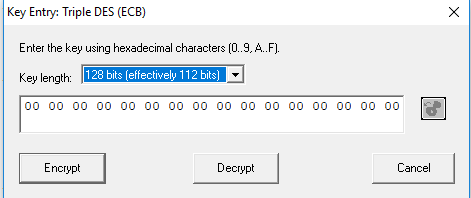 Key Entry: Triple DES (ECB)
Enter the key using hexadecimal characters (0..9, A..F).
Key length: 128 bits (effectively 112 bits)
00 00 00 00 00 00 00 00 00 00 00 00 00 00 00 00
Encrypt Decrypt Cancel